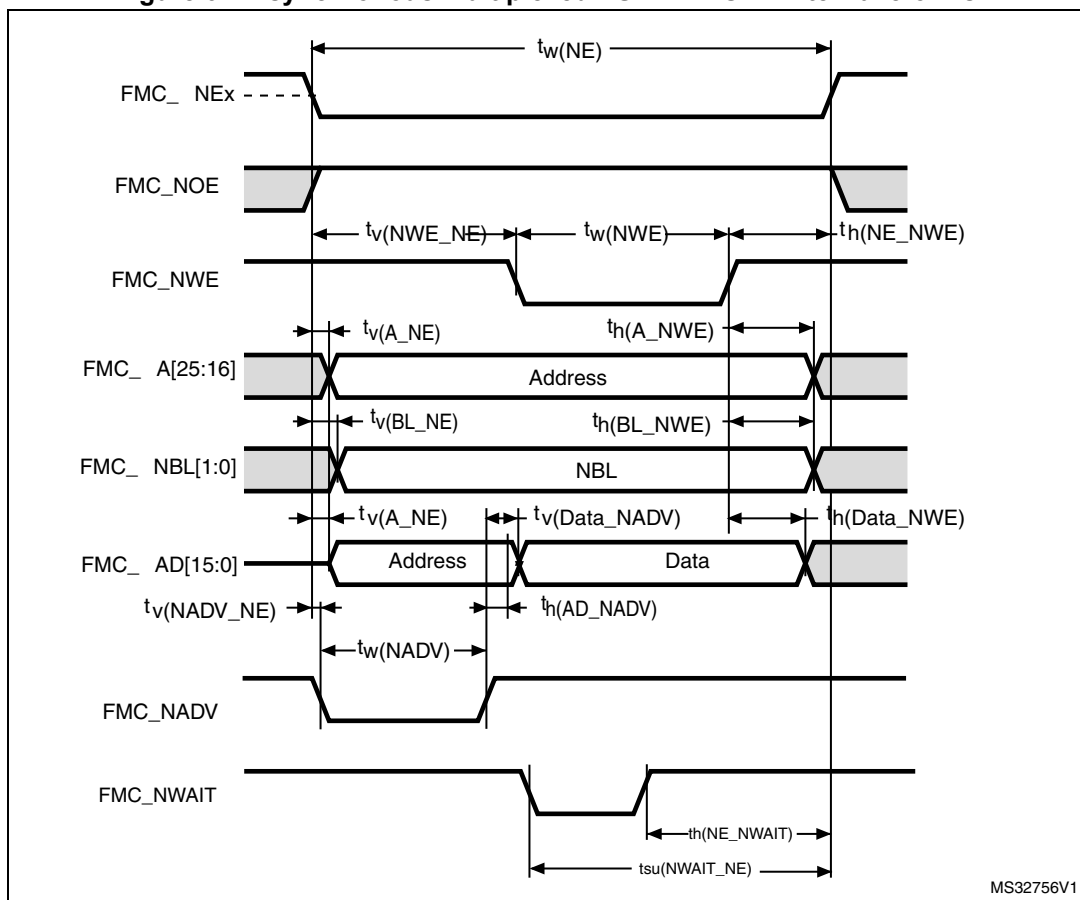 tw(NE)
FMC_ NEx
FMC_NOE
tv(NWE_NE)
tw(NWE)
th(NE_NWE)
FMC_NWE
tv(A_NE)
th(A_NWE)
FMC_ A[25:16]
Address
tv(BL_NE)
th(BL_NWE)
FMC_ NBL[1:0]
NBL
tv(A_NE)
tv(Data_NADV)
th(Data_NWE)
FMC_ AD[15:0]
Address
Data
tv(NADV_NE)
th(AD_NADV)
tw(NADV)
FMC_NADV
FMC_NWAIT
th(NE_NWAIT)
tsu(NWAIT_NE)
MS32756V1